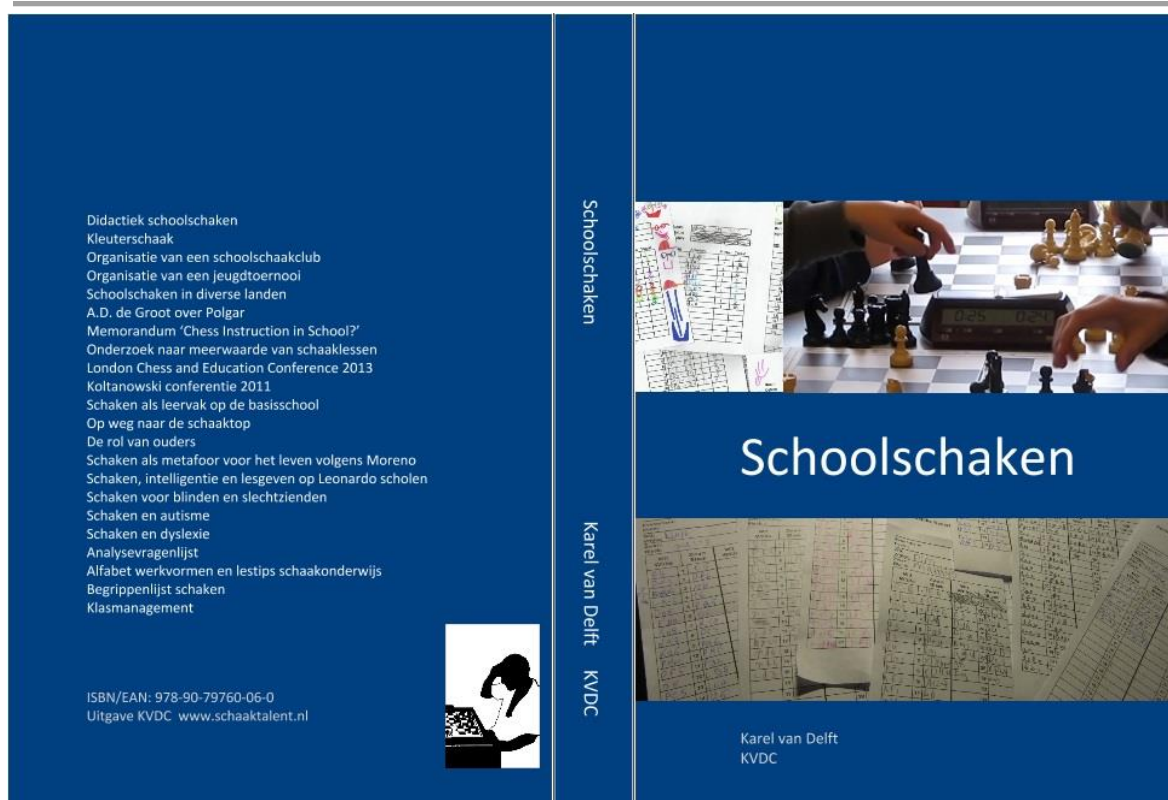 Didactiek schoolschaken
Kleuterschaak
Organisatie van een schoolschaakclub
Organisatie van een jeugdtoernooi
Schoolschaken in diverse landen
A.D. de Groot over Polgar
Memorandum ‘Chess Instruction in School?’
Onderzoek naar meerwaarde van schaaklessen
London Chess and Education Conference 2013
Koltanowski conferentie 2011
Schaken als leervak op de basisschool
Op weg naar de schaaktop
De rol van ouders
Schaken als metafoor voor het leven volgens Moreno
Schaken, intelligentie en lesgeven op Leonardo scholen
Schaken voor blinden en slechtzienden
Schaken en autisme
Schaken en dyslexie
Analysevragenlijst
Alfabet werkvormen en lestips schaakonderwijs
Begrippenlijst schaken
Klasmanagement
ISBN/EAN: 978-90-79760-06-0
Uitgave KVDC www.schaaktalent.nl
Schoolschaken
Karel van Delft KVDC
0:25 0:24
Schoolschaken
Karel van Delft
KVDC